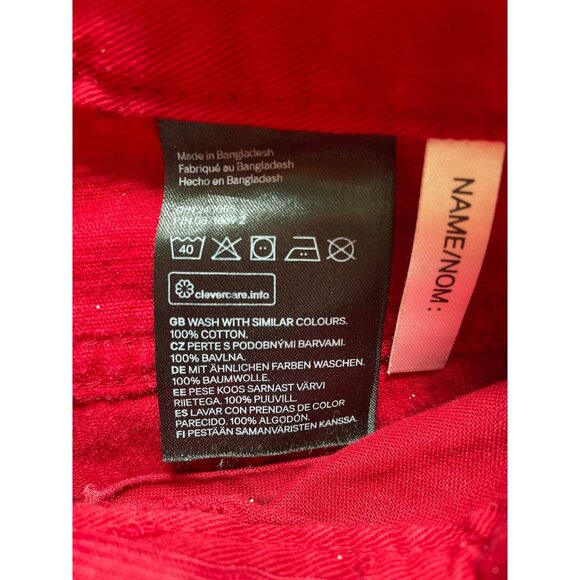 Made in Bangladesh
Fabriqué au Bangladesh
Hecho en Bangladesh
40
clevercare.info
GB WASH WITH SIMILAR COLOURS.
100% COTTON.
CZ PERTE S PODOBNÝMI BARVAMI.
100% BAVLNA.
DE MIT ÄHNLICHEN FARBEN WASCHEN.
100% BAUMWOLLE.
EE PESE KOOS SARNAST VÄRVI
RIIETEGA. 100% PUUVILL.
ES LAVAR CON PRENDAS DE COLOR
PARECIDO. 100% ALGODÓN.
FI PESTÄÄN SAMANVÄRISTEN KANSSA.
NAME/NOM: